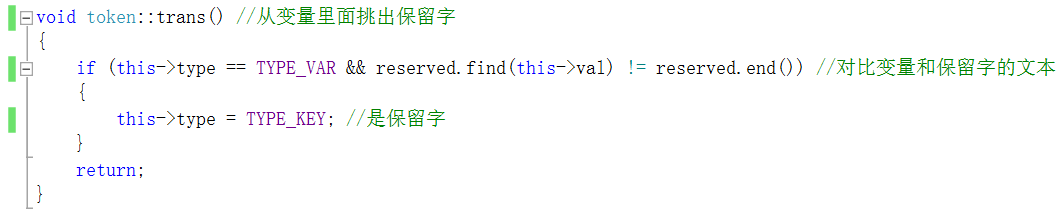 void token::trans() //从变量里面挑出保留字
{
    if (this->type == TYPE_VAR && reserved.find(this->val) != reserved.end()) //对比变量和保留字的文本
    {
        this->type = TYPE_KEY; //是保留字
    }
    return;
}